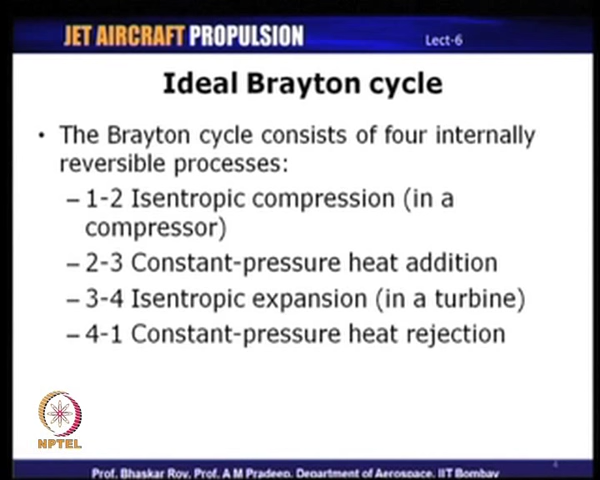 JET AIRCRAFT PROPULSION
Lect-6
Ideal Brayton cycle
• The Brayton cycle consists of four internally
reversible processes:
– 1-2 Isentropic compression (in a
compressor)
– 2-3 Constant-pressure heat addition
– 3-4 Isentropic expansion (in a turbine)
– 4-1 Constant-pressure heat rejection
NPTEL
4
Prof. Bhaskar Roy, Prof. A M Pradeep, Department of Aerospace, IIT Bombay